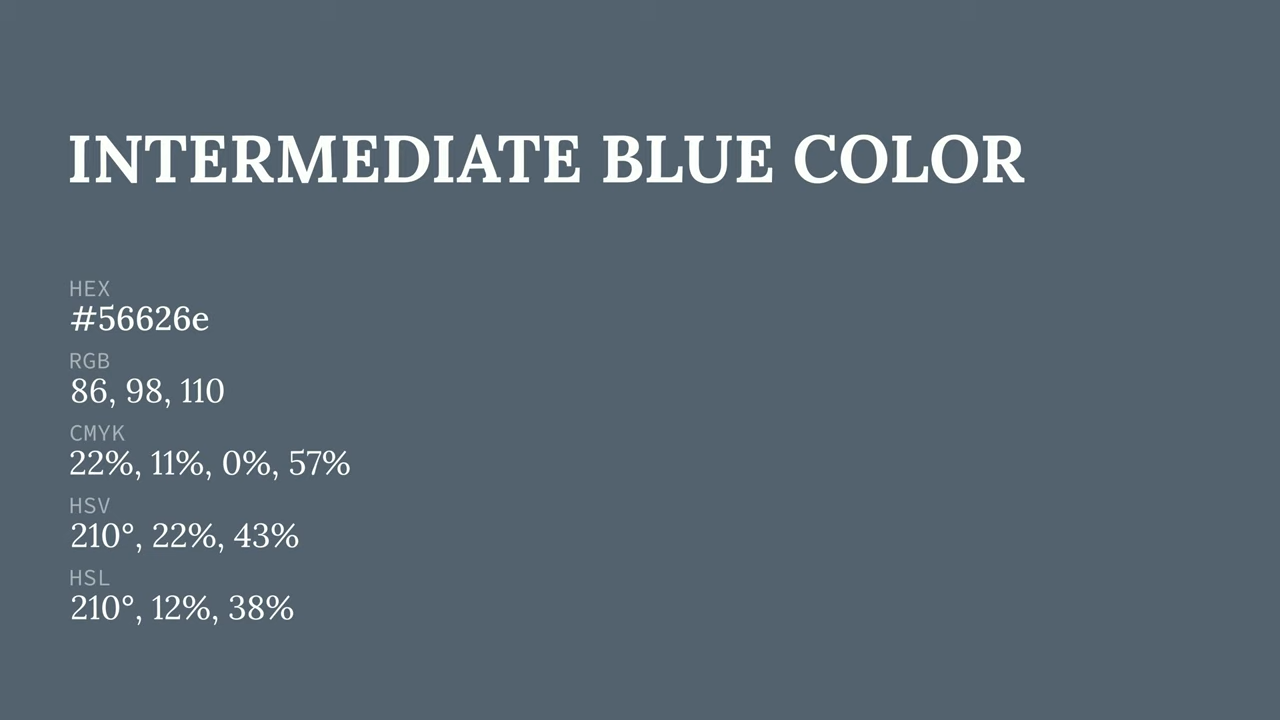 INTERMEDIATE BLUE COLOR
HEX
#56626e
RGB
86, 98, 110
CMYK
22%, 11%, 0%, 57%
HSV
210°, 22%, 43%
HSL
210°, 12%, 38%